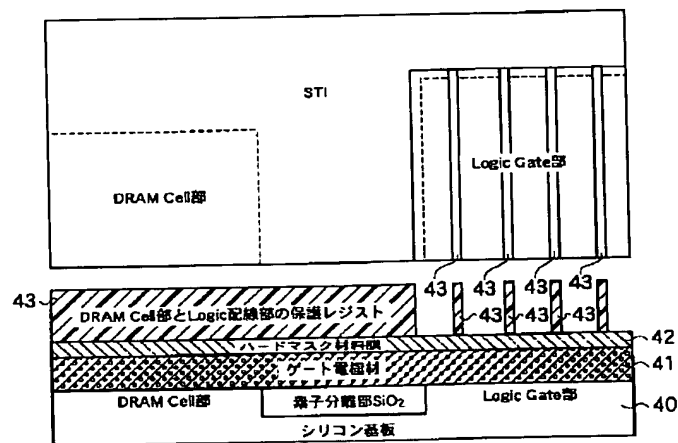 STI
DRAM Cell部
Logic Gate部
43 43 43 43
43
DRAM Cell部とLogic配線部の保護レジスト
43 43 43
ハードマスク材料膜
42
ゲート電極材
41
DRAM Cell部
素子分離部SiO2
Logic Gate部
40
シリコン基板